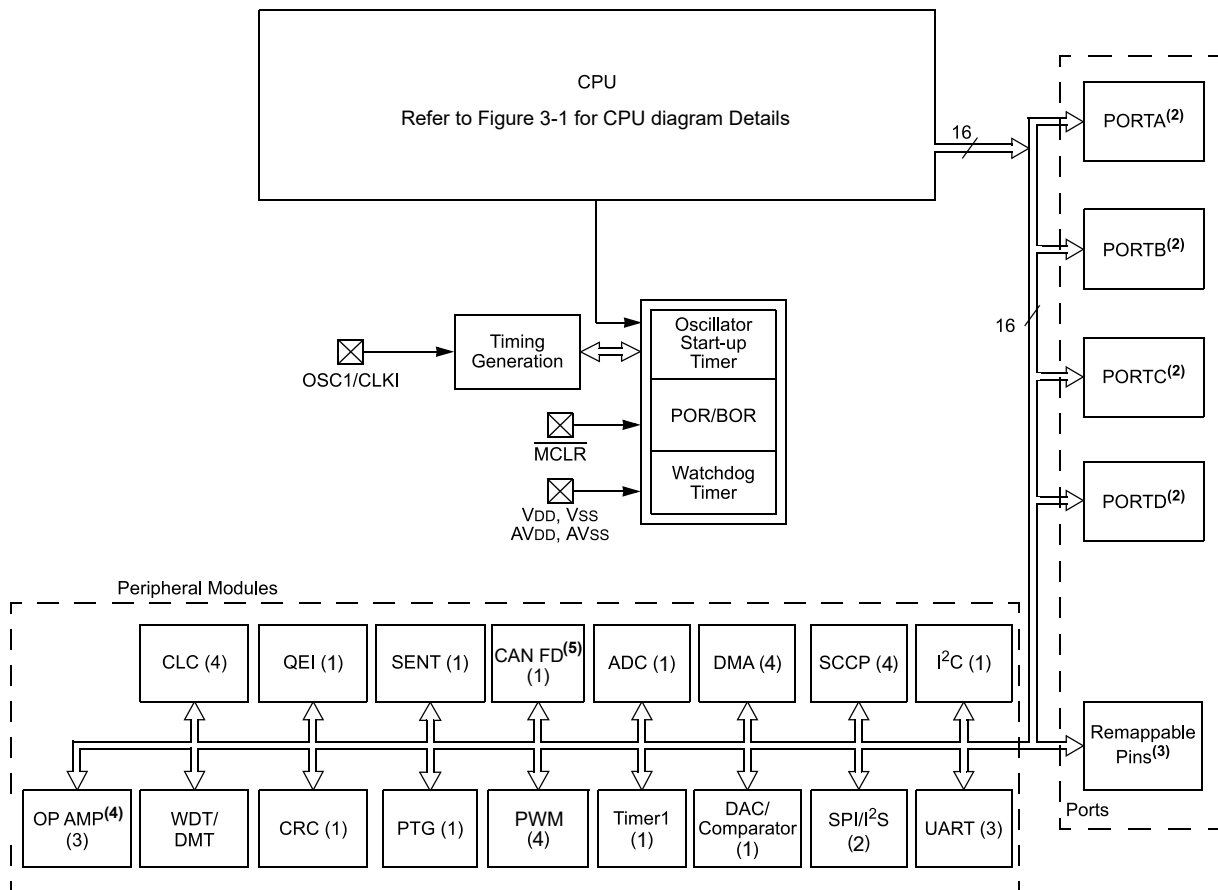 CPU
Refer to Figure 3-1 for CPU diagram Details
16
PORTA(2)
PORTB(2)
16
PORTC(2)
PORTD(2)
Timing
Generation
OSC1/CLKI
Oscillator
Start-up
Timer
POR/BOR
MCLR
Watchdog
Timer
VDD, VSS
AVDD, AVSS
Peripheral Modules
CLC (4)
QEI (1)
SENT (1)
CAN FD(5)
(1)
ADC (1)
DMA (4)
SCCP (4)
I2C (1)
Remappable
Pins(3)
OP AMP(4)
(3)
WDT/
DMT
CRC (1)
PTG (1)
PWM
(4)
Timer1
(1)
DAC/
Comparator
(1)
SPI/I2S
(2)
UART (3)
Ports